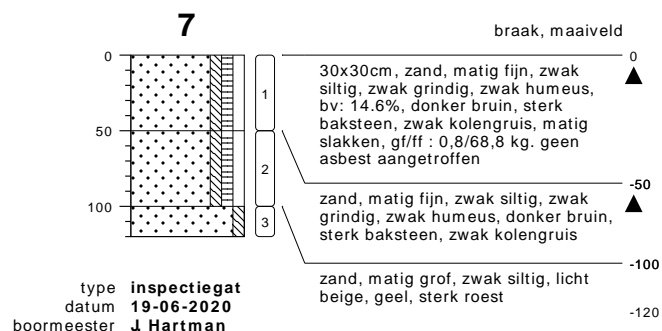 7
braak, maaiveld
0
0
30x30cm, zand, matig fijn, zwak
siltig, zwak grindig, zwak humeus,
bv: 14.6%, donker bruin, sterk
baksteen, zwak kolengruis, matig
slakken, gf/ff : 0,8/68,8 kg. geen
asbest aangetroffen
1
50
-50
zand, matig fijn, zwak siltig, zwak
grindig, zwak humeus, donker bruin,
sterk baksteen, zwak kolengruis
2
100
3
-100
zand, matig grof, zwak siltig, licht
beige, geel, sterk roest
-120
type inspectiegat
datum 19-06-2020
boormeester J. Hartman